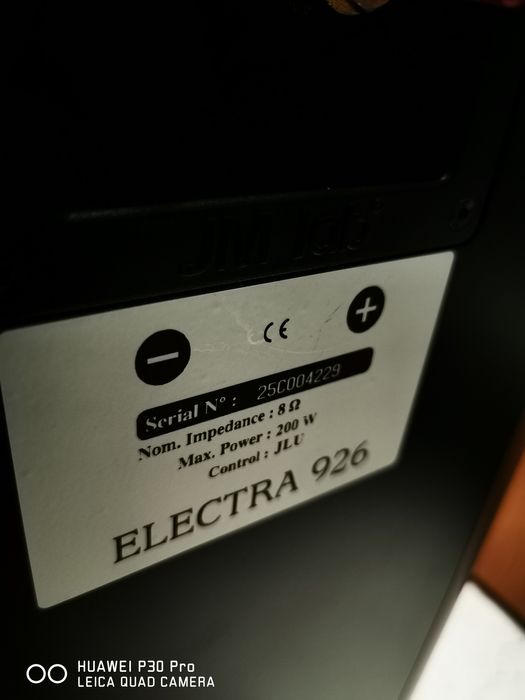 JM lab
− +
CE
Serial N° : 25C004229
Nom. Impedance : 8 Ω
Max. Power : 200 W
Control : JLU
ELECTRA 926
HUAWEI P30 Pro
LEICA QUAD CAMERA